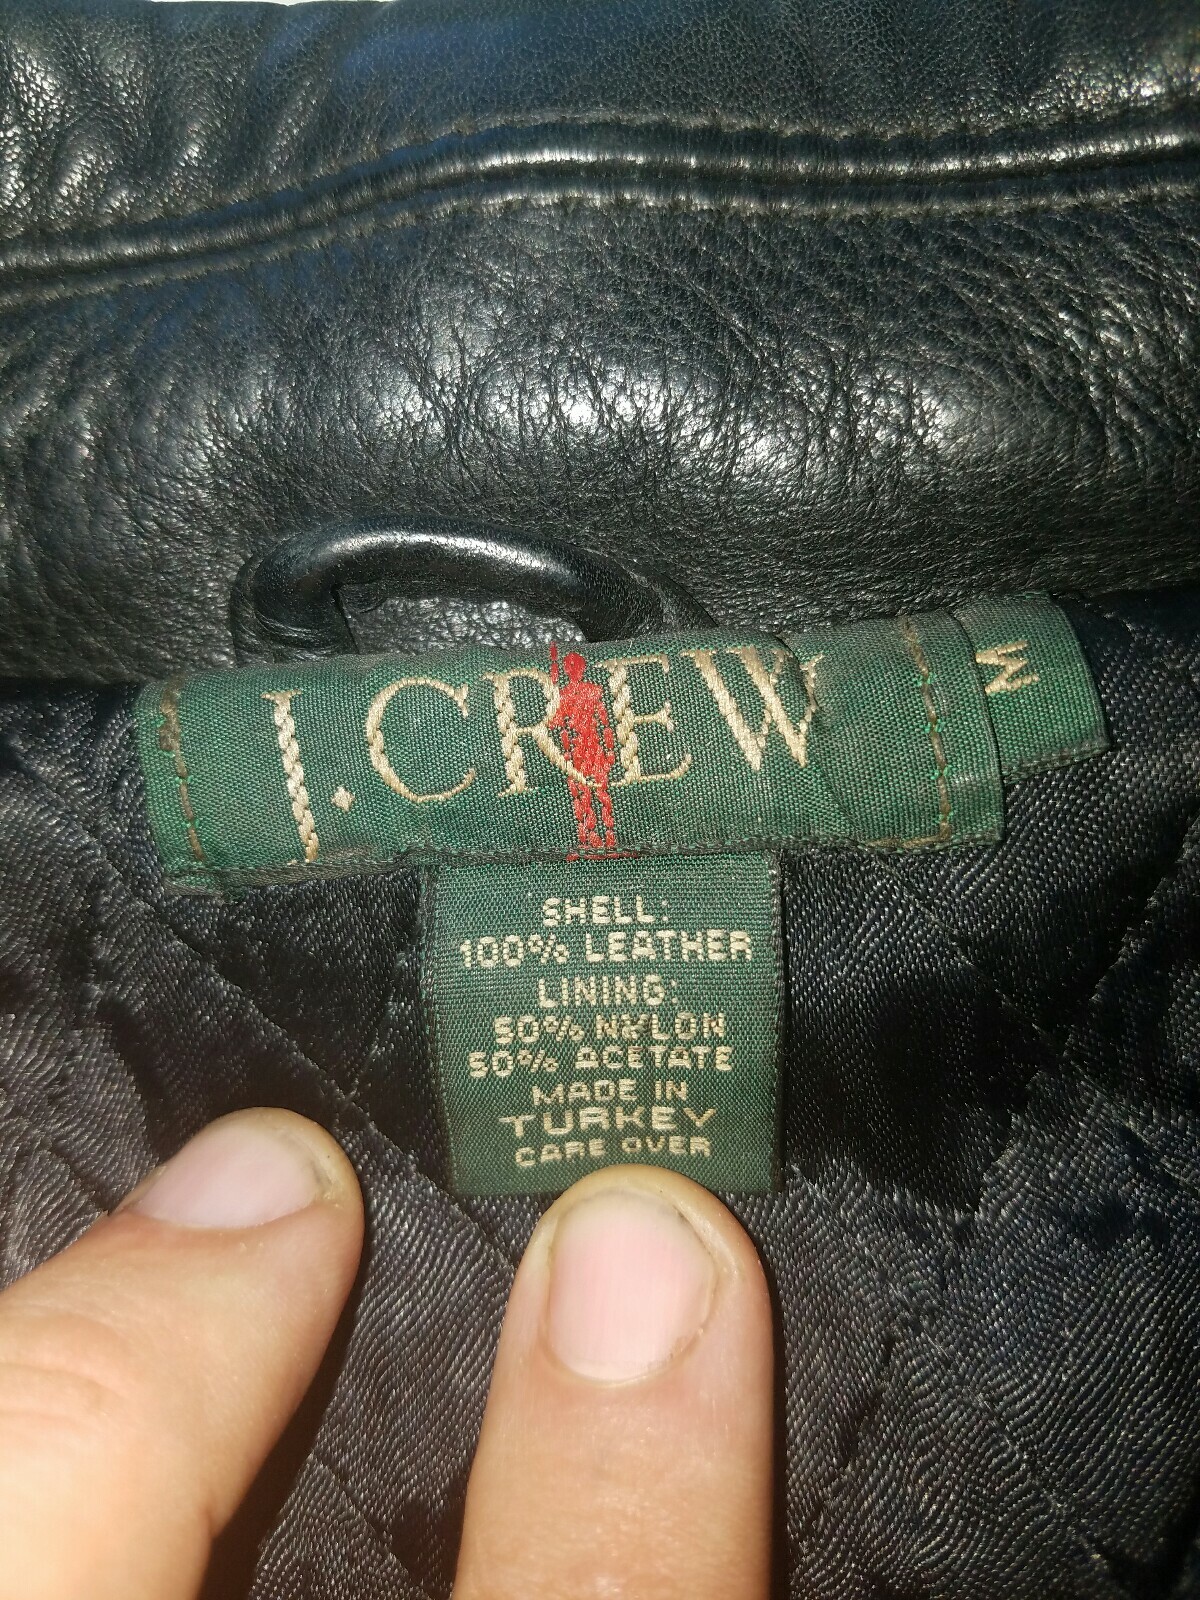 J.CREW
M
SHELL:
100% LEATHER
LINING:
50% NYLON
50% ACETATE
MADE IN
TURKEY
CARE OVER